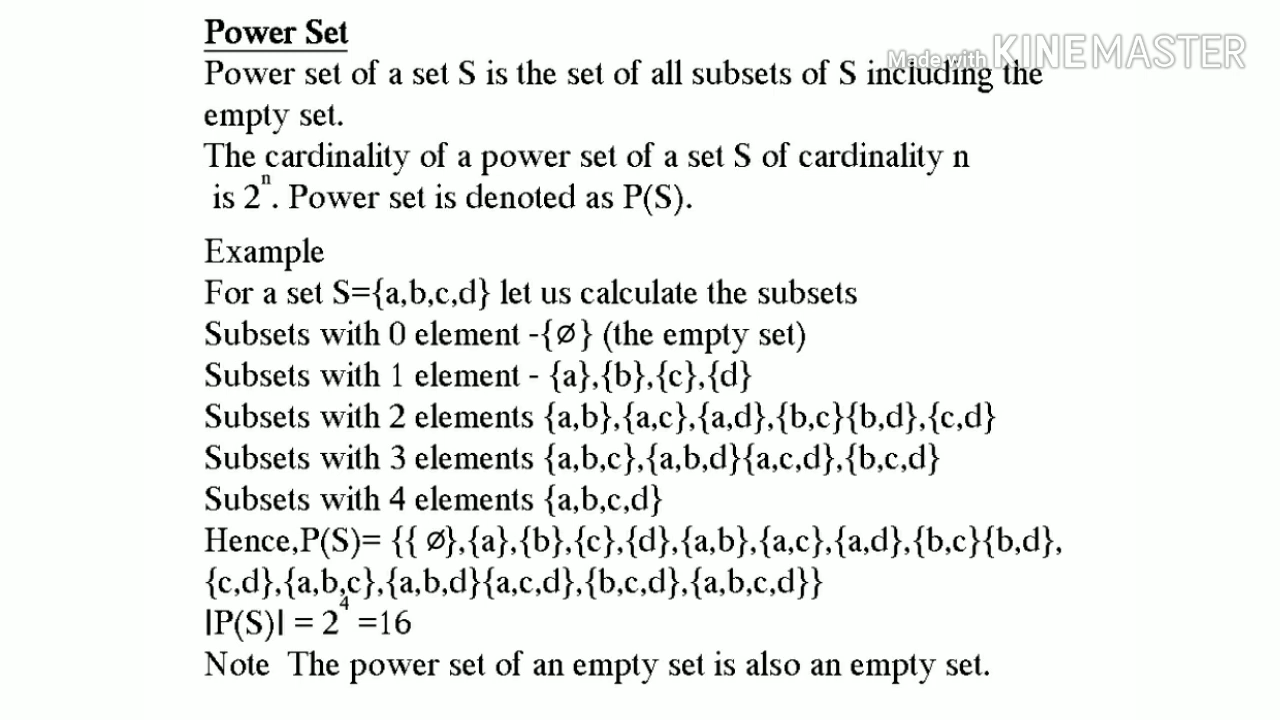 Power Set
Made with KINEMASTER
Power set of a set S is the set of all subsets of S including the
empty set.
The cardinality of a power set of a set S of cardinality n
is 2ⁿ. Power set is denoted as P(S).
Example
For a set S={a,b,c,d} let us calculate the subsets
Subsets with 0 element -{∅} (the empty set)
Subsets with 1 element - {a},{b},{c},{d}
Subsets with 2 elements {a,b},{a,c},{a,d},{b,c}{b,d},{c,d}
Subsets with 3 elements {a,b,c},{a,b,d}{a,c,d},{b,c,d}
Subsets with 4 elements {a,b,c,d}
Hence,P(S)= {{ ∅},{a},{b},{c},{d},{a,b},{a,c},{a,d},{b,c}{b,d},
{c,d},{a,b,c},{a,b,d}{a,c,d},{b,c,d},{a,b,c,d}}
|P(S)| = 2⁴ =16
Note  The power set of an empty set is also an empty set.